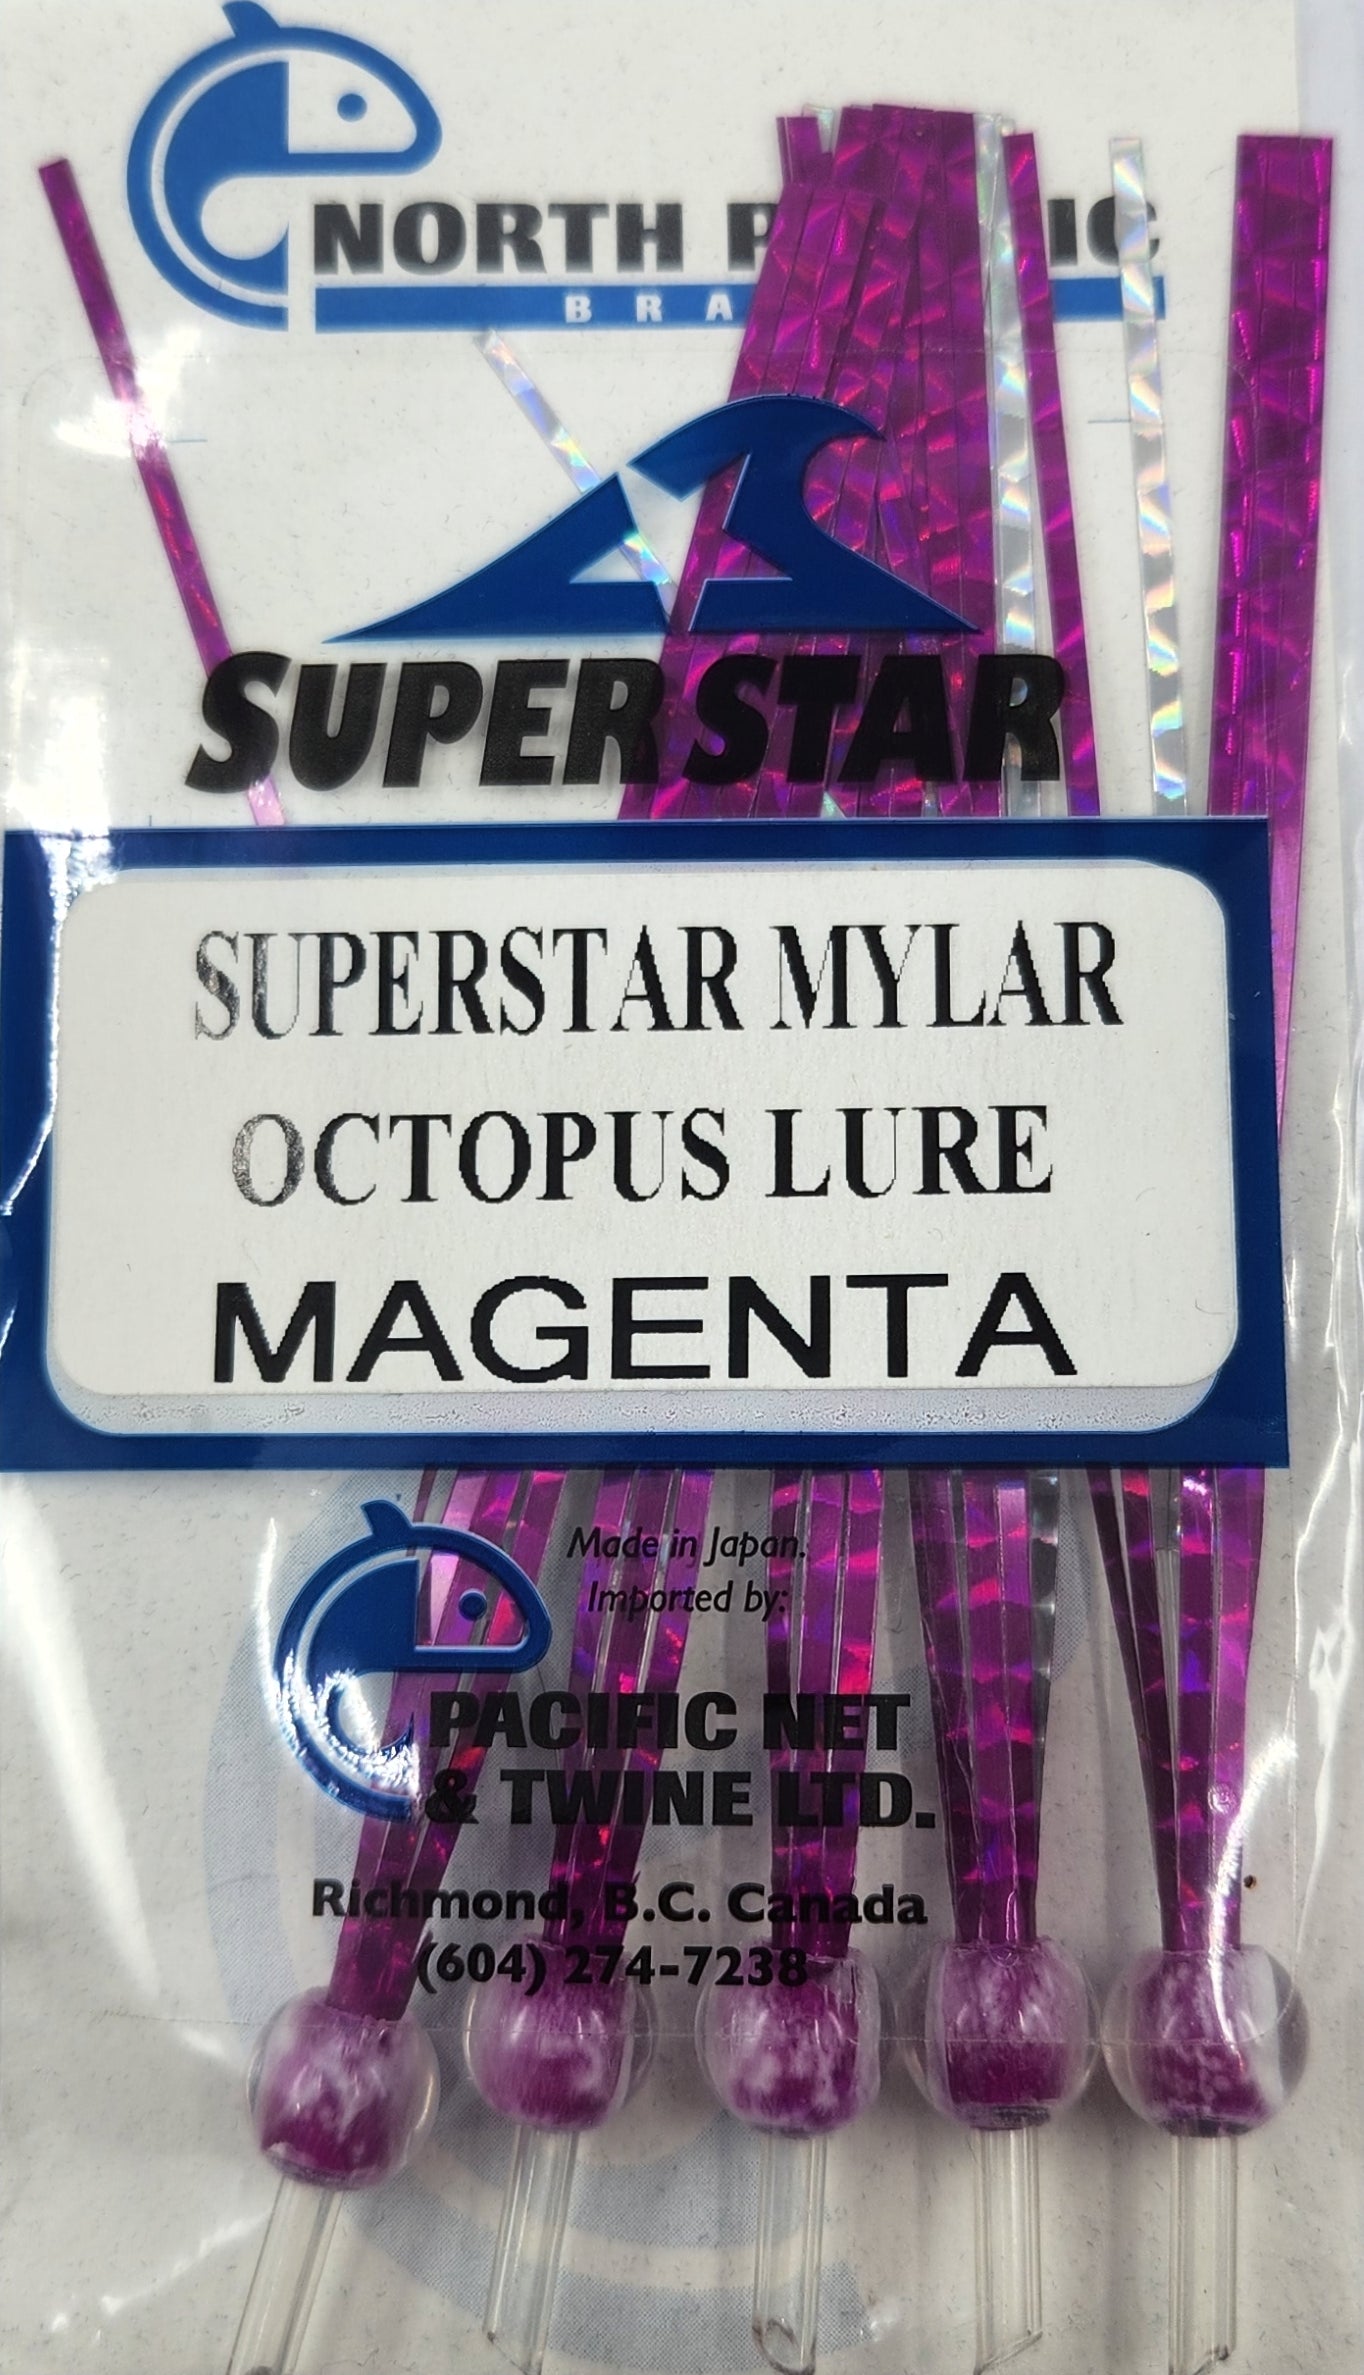 NORTH
SUPER STAR
SUPERSTAR MYLAR
OCTOPUS LURE
MAGENTA
Made in Japan.
Imported by:
PACIFIC NET
& TWINE LTD.
Richmond, B.C. Canada
(604) 274-7238